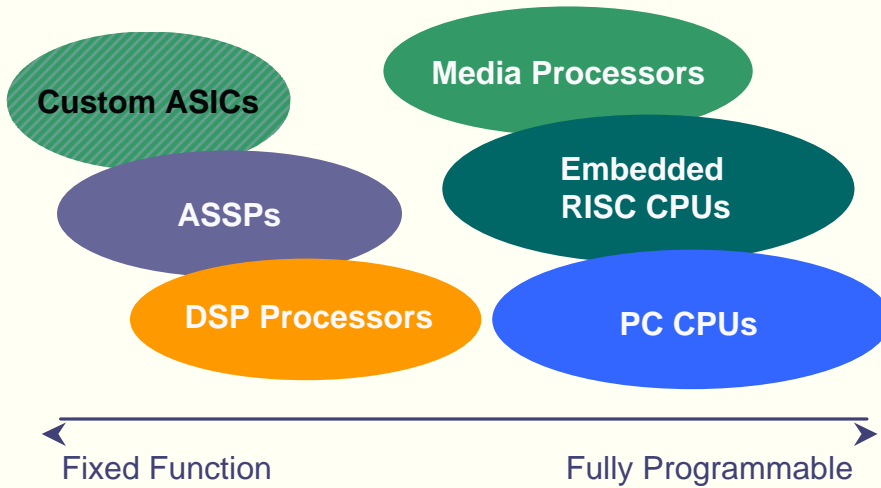 Custom ASICs
Media Processors
ASSPs
Embedded
RISC CPUs
DSP Processors
PC CPUs
Fixed Function
Fully Programmable